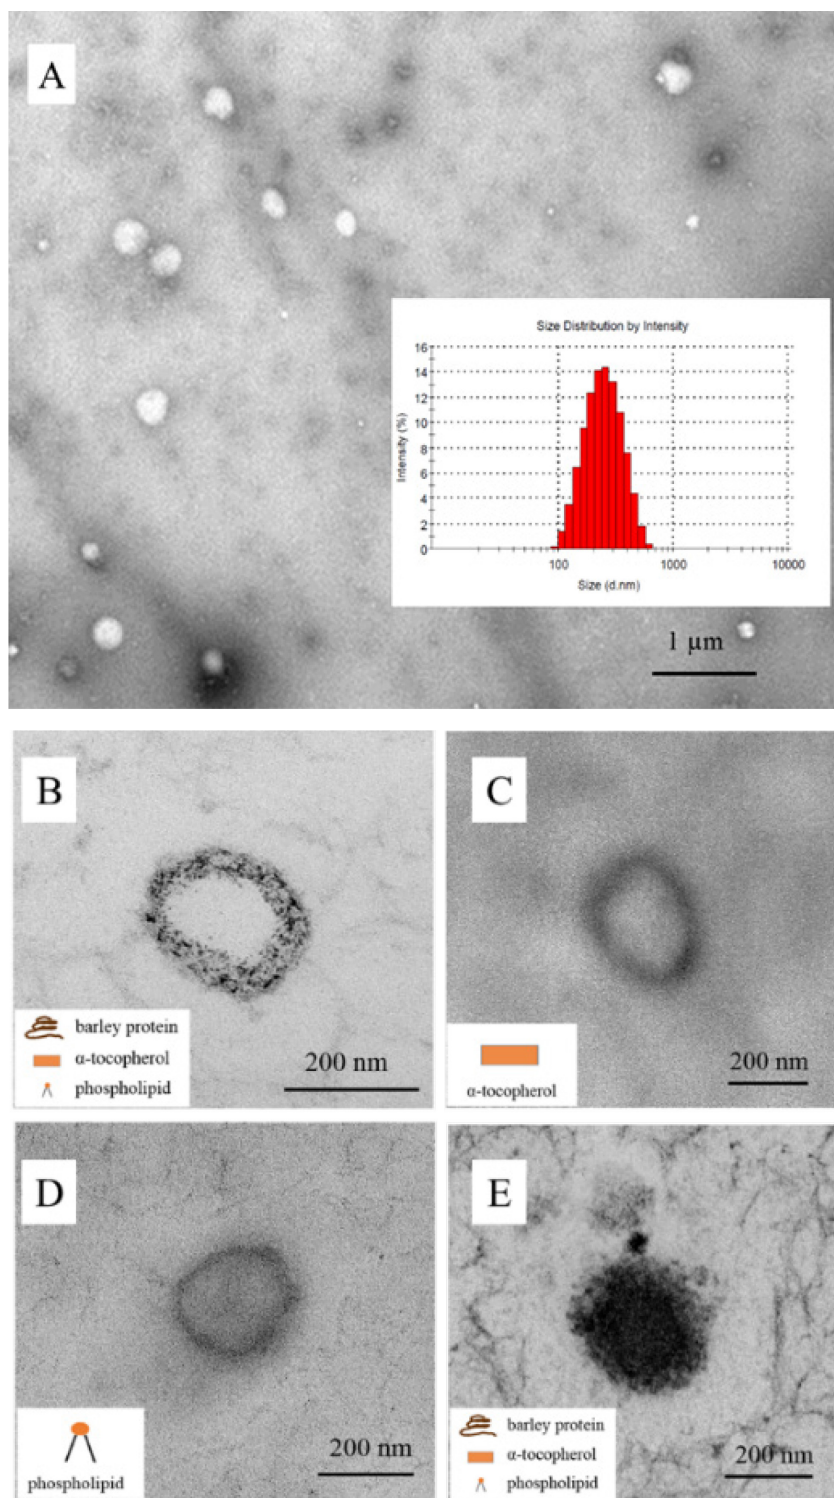 A
Size Distribution by Intensity
16
14
12
10
8
6
4
2
0
Intensity (%)
100 1000 10000
Size (d.nm)
1 µm
B
barley protein
α-tocopherol
phospholipid
200 nm
C
α-tocopherol
200 nm
D
phospholipid
200 nm
E
barley protein
α-tocopherol
phospholipid
200 nm